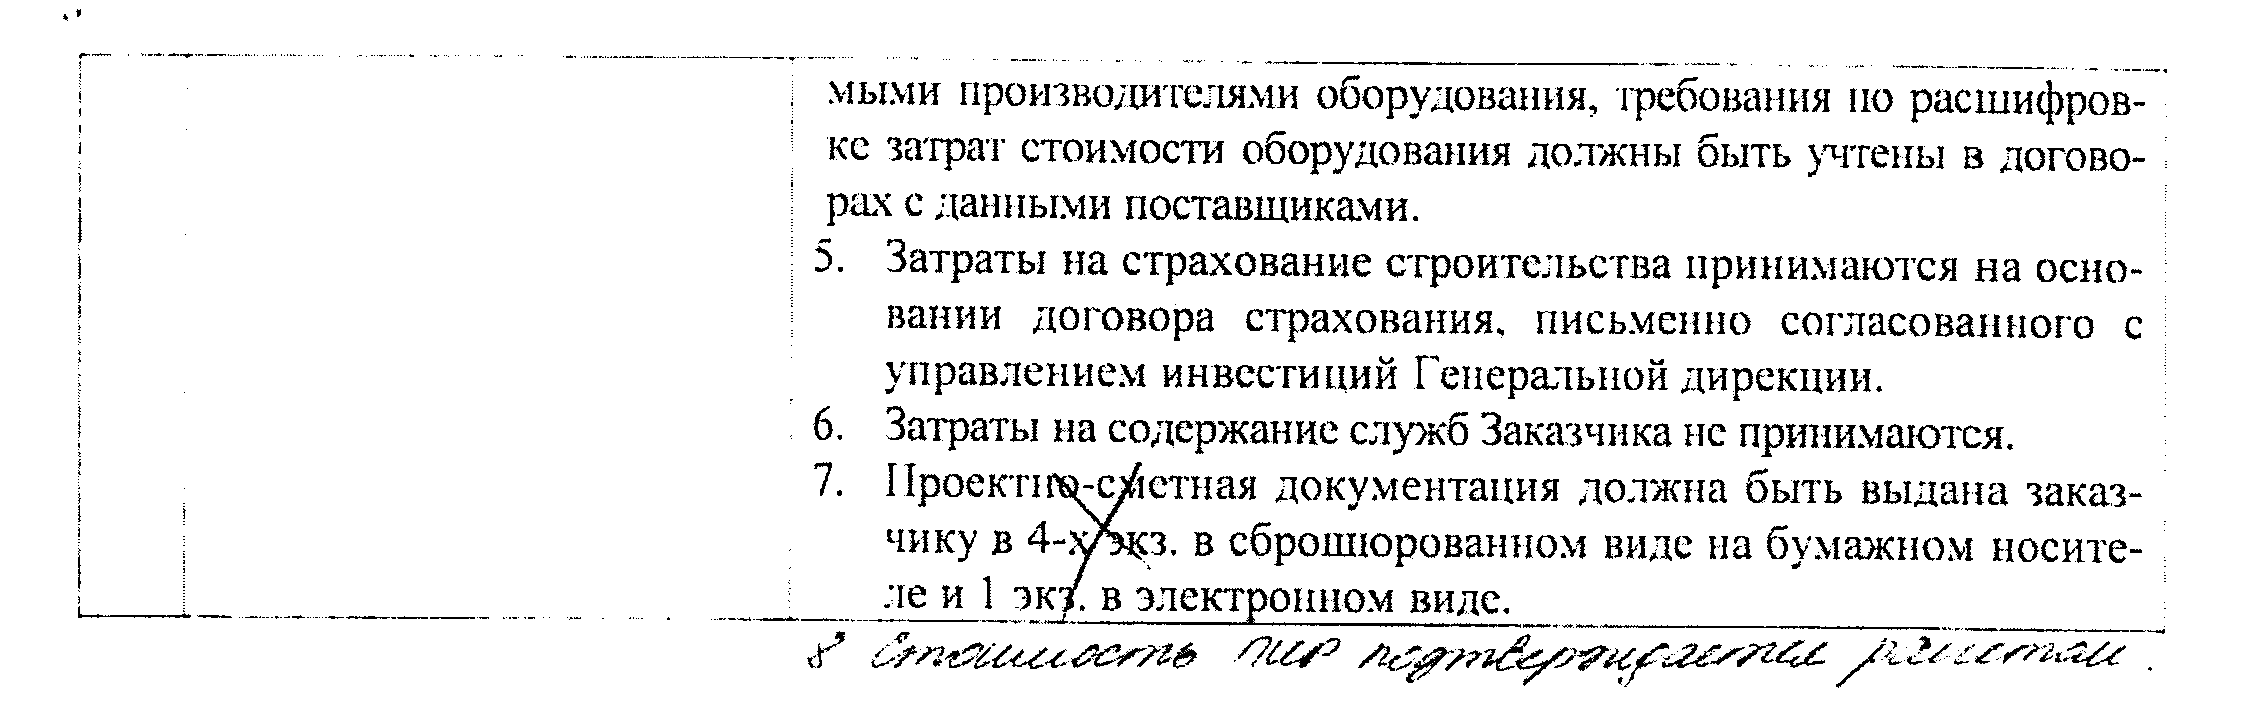 мыми производителями оборудования, требования по расшифров-
ке затрат стоимости оборудования должны быть учтены в догово-
рах с данными поставщиками.
5. Затраты на страхование строительства принимаются на осно-
вании договора страхования, письменно согласованного с
управлением инвестиций Генеральной дирекции.
6. Затраты на содержание служб Заказчика не принимаются.
7. Проектно-сметная документация должна быть выдана заказ-
чику в 4-х экз. в сброшюрованном виде на бумажном носите-
ле и 1 экз. в электронном виде.
8 Стоимость ПИР подтверждается